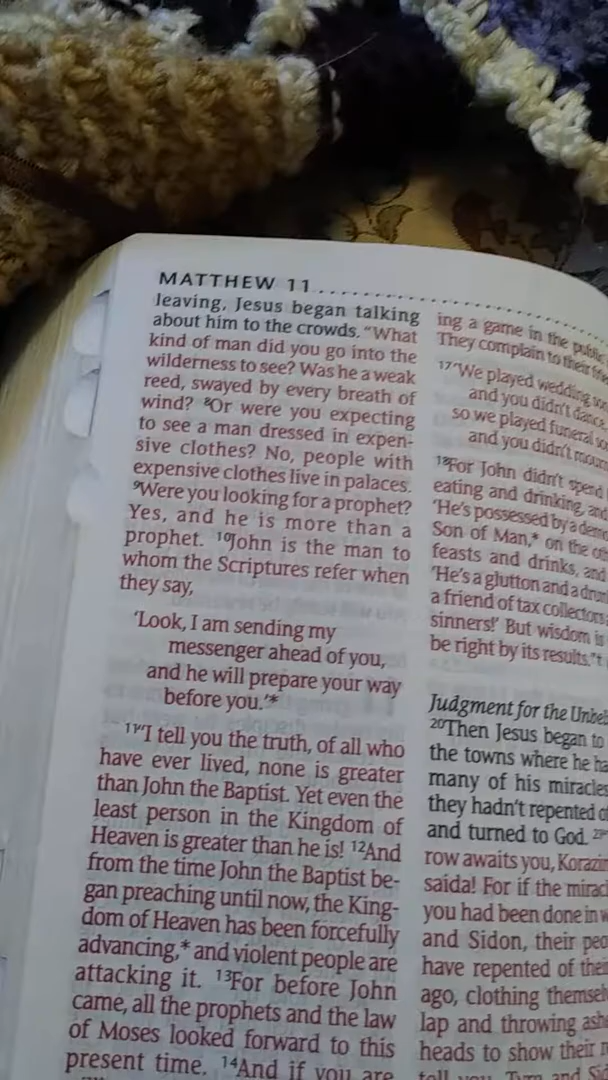 MATTHEW 11
leaving, Jesus began talking
about him to the crowds. “What
kind of man did you go into the
wilderness to see? Was he a weak
reed, swayed by every breath of
wind? 8Or were you expecting
to see a man dressed in expen-
sive clothes? No, people with
expensive clothes live in palaces.
9Were you looking for a prophet?
Yes, and he is more than a
prophet. 10John is the man to
whom the Scriptures refer when
they say,
‘Look, I am sending my
messenger ahead of you,
and he will prepare your way
before you.’*
11“I tell you the truth, of all who
have ever lived, none is greater
than John the Baptist. Yet even the
least person in the Kingdom of
Heaven is greater than he is! 12And
from the time John the Baptist be-
gan preaching until now, the King-
dom of Heaven has been forcefully
advancing,* and violent people are
attacking it. 13For before John
came, all the prophets and the law
of Moses looked forward to this
present time. 14And if you are
ing a game in the public
They complain to their
17‘We played wedding
and you didn’t dance,
so we played funeral
and you didn’t mourn
18For John didn’t spend
eating and drinking, and
‘He’s possessed by a
Son of Man,* on the
feasts and drinks, and
‘He’s a glutton and a
a friend of tax collectors
sinners!’ But wisdom is
be right by its results.”†
Judgment for the
20Then Jesus began to
the towns where he
many of his miracles
they hadn’t repented
and turned to God.
row awaits you,
saida! For if the
you had been done in
and Sidon, their
have repented of their
ago, clothing
lap and throwing
heads to show their
tell you, Tyre and